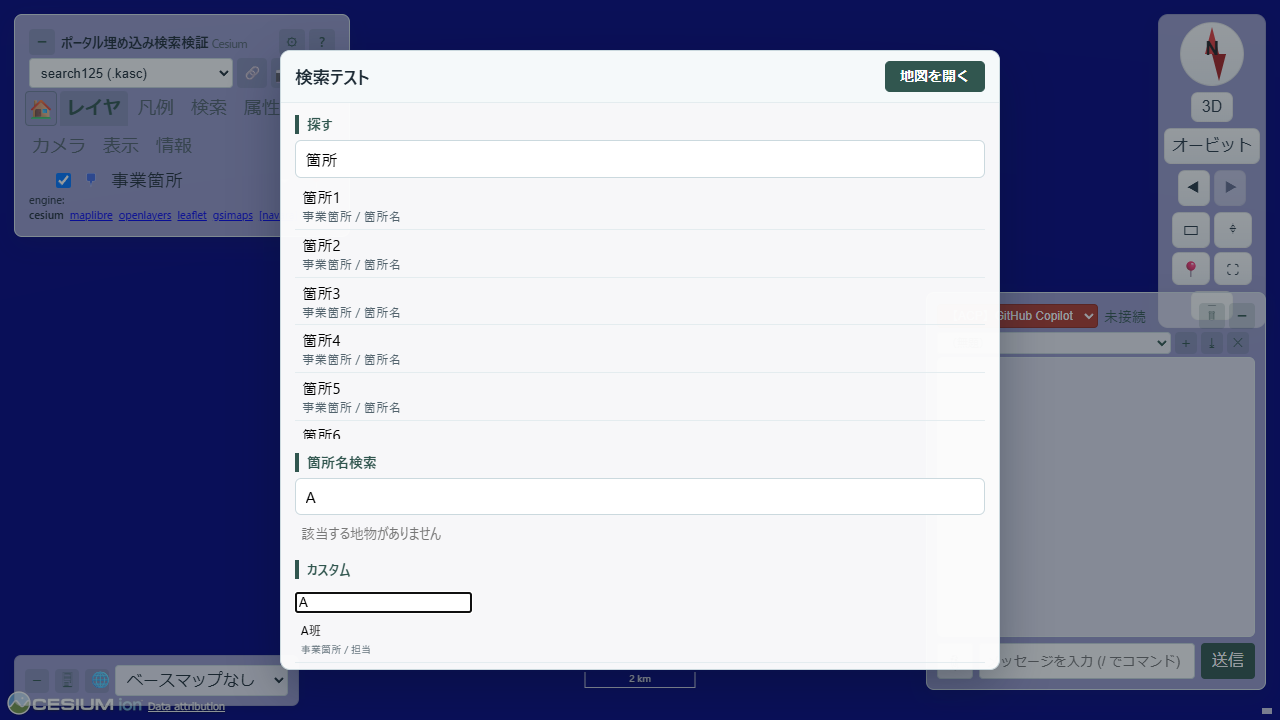 − ポータル埋め込み検索検証 Cesium ?
search125 (.kasc)
レイヤ 凡例 検索 属性
カメラ 表示 情報
事業箇所
engine:
cesium maplibre openlayers leaflet gsimaps [nav
検索テスト
地図を開く
探す
箇所
箇所1
事業箇所 / 箇所名
箇所2
事業箇所 / 箇所名
箇所3
事業箇所 / 箇所名
箇所4
事業箇所 / 箇所名
箇所5
事業箇所 / 箇所名
箇所6
箇所名検索
A
該当する地物がありません
カスタム
A
A班
事業箇所 / 担当
N
3D
オービット
GitHub Copilot 未接続
ッセージを入力 (/ でコマンド)
送信
ベースマップなし
CESIUM ion Data attribution
2 km